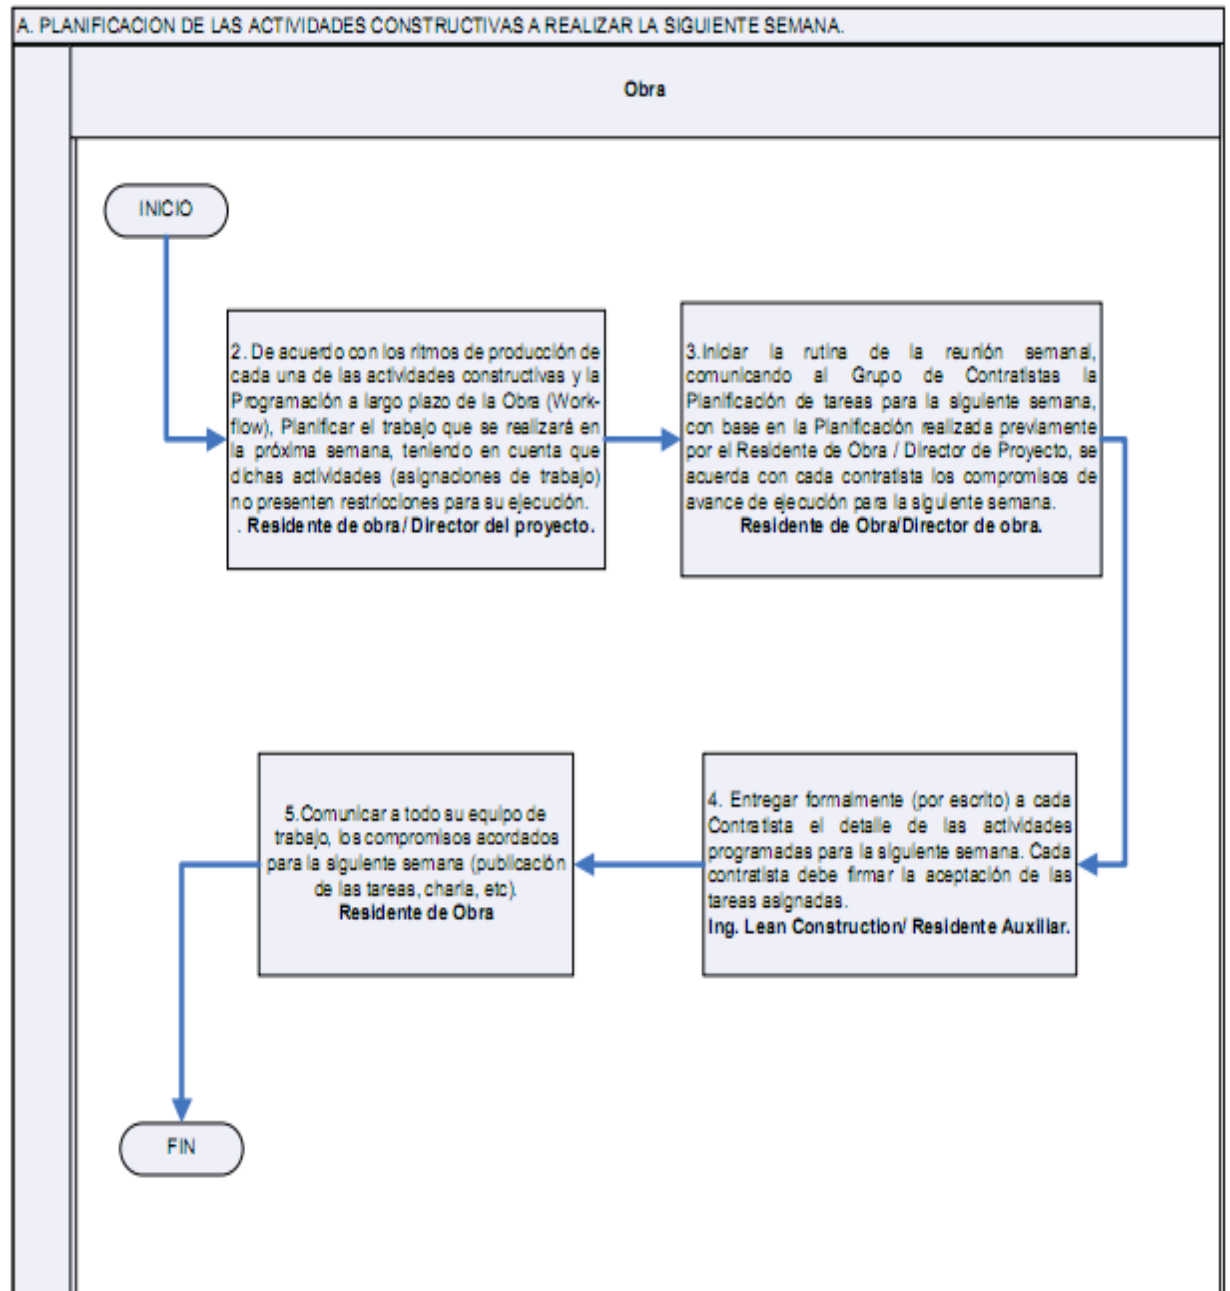 A. PLANIFICACION DE LAS ACTIVIDADES CONSTRUCTIVAS A REALIZAR LA SIGUIENTE SEMANA.
Obra
INICIO
2. De acuerdo con los ritmos de producción de
cada una de las actividades constructivas y la
Programación a largo plazo de la Obra (Work-
flow), Planificar el trabajo que se realizará en
la próxima semana, teniendo en cuenta que
dichas actividades (asignaciones de trabajo)
no presenten restricciones para su ejecución.
. Residente de obra/ Director del proyecto.
3.Iniciar la rutina de la reunión semanal,
comunicando al Grupo de Contratistas la
Planificación de tareas para la siguiente semana,
con base en la Planificación realizada previamente
por el Residente de Obra / Director de Proyecto, se
acuerda con cada contratista los compromisos de
avance de ejecución para la siguiente semana.
Residente de Obra/Director de obra.
4. Entregar formalmente (por escrito) a cada
Contratista el detalle de las actividades
programadas para la siguiente semana. Cada
contratista debe firmar la aceptación de las
tareas asignadas.
Ing. Lean Construction/ Residente Auxiliar.
5.Comunicar a todo su equipo de
trabajo, los compromisos acordados
para la siguiente semana (publicación
de las tareas, charla, etc).
Residente de Obra
FIN